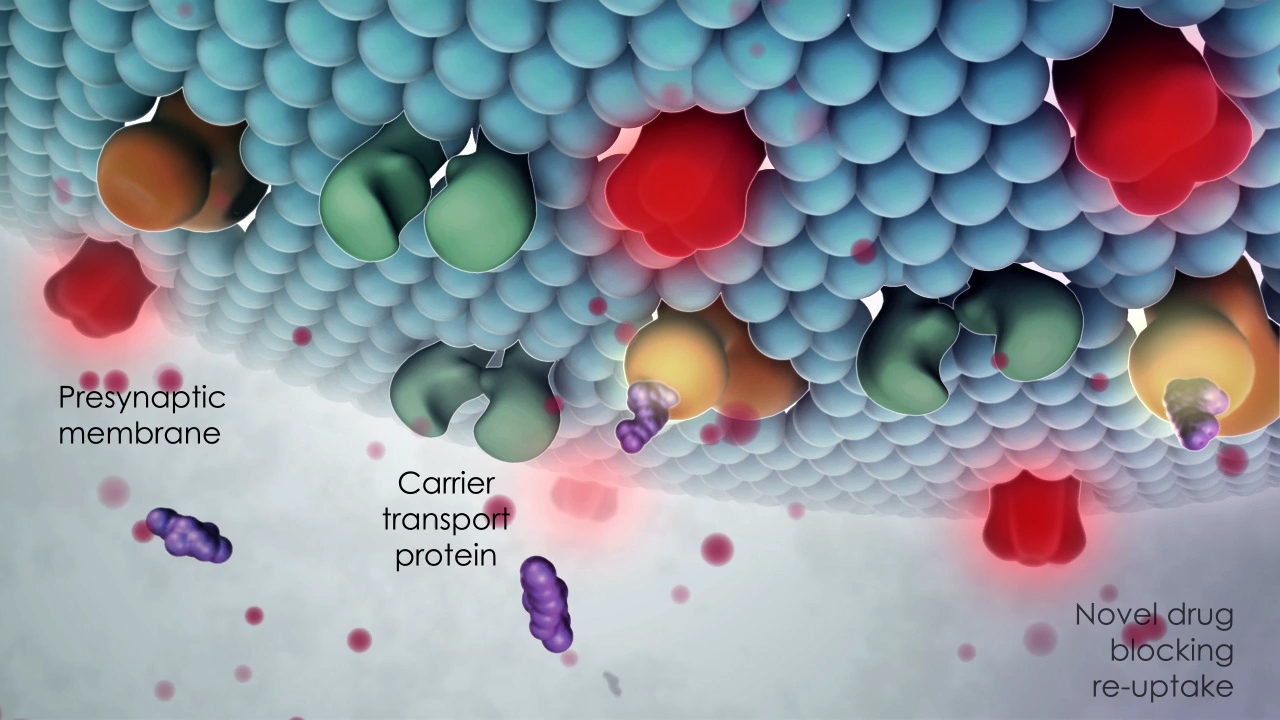 Presynaptic
membrane
Carrier
transport
protein
Novel drug
blocking
re-uptake